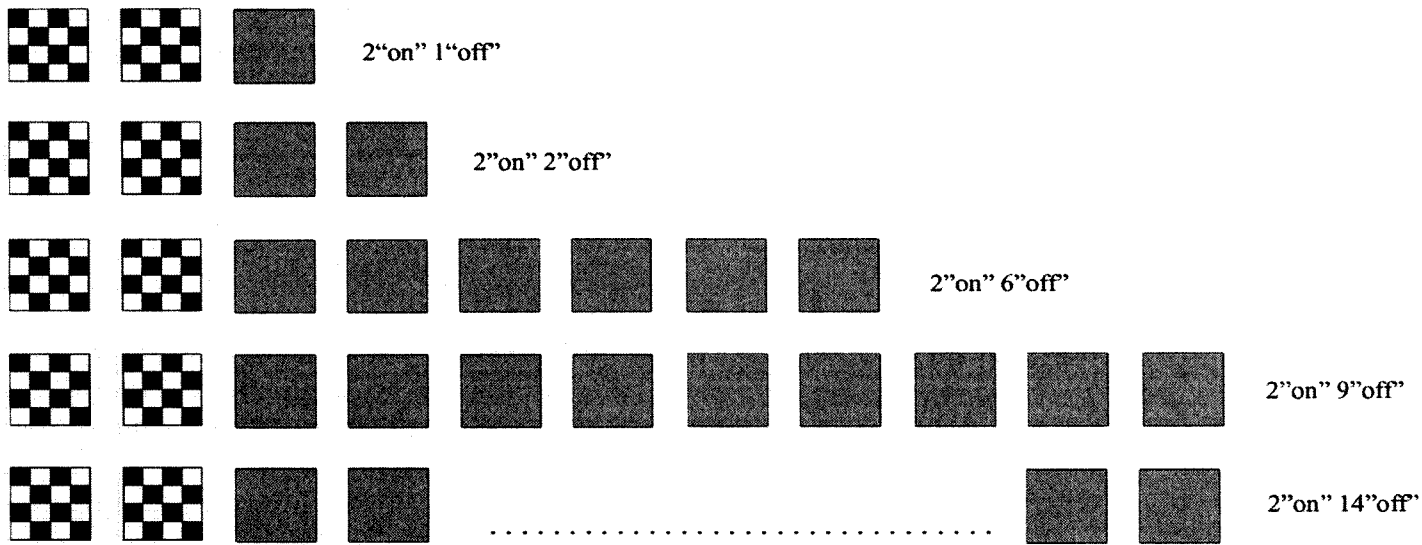 2“on” 1“off”
2”on” 2”off”
2”on” 6”off”
2”on” 9”off”
2”on” 14”off”